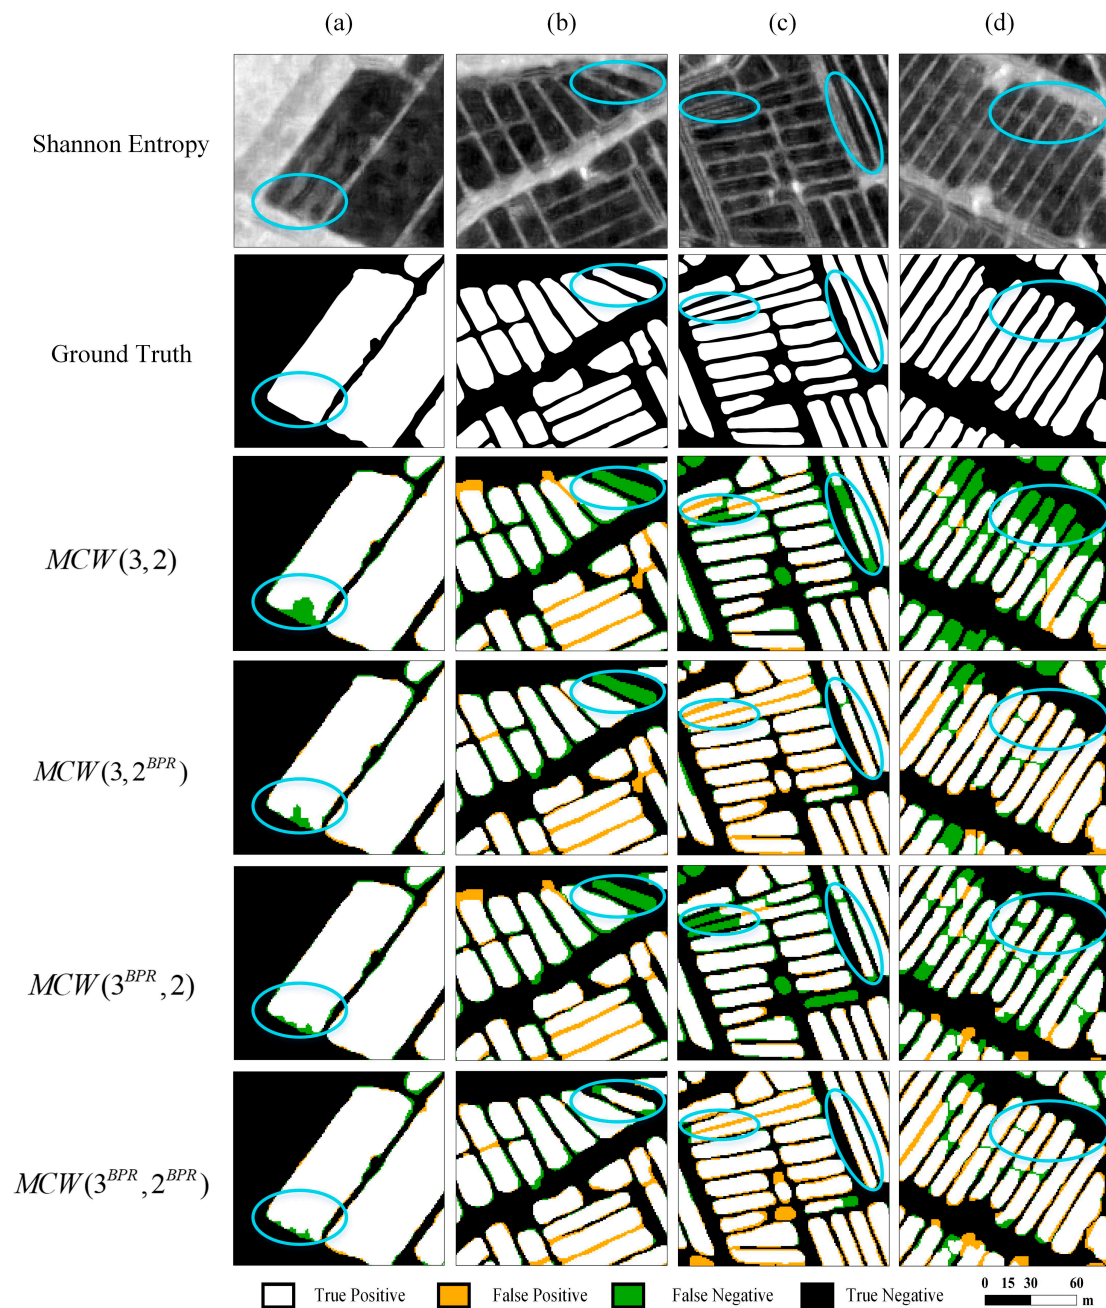 (a) (b) (c) (d)
Shannon Entropy
Ground Truth
MCW(3,2)
MCW(3,2^{BPR})
MCW(3^{BPR},2)
MCW(3^{BPR},2^{BPR})
True Positive False Positive False Negative True Negative
0 15 30 60
m